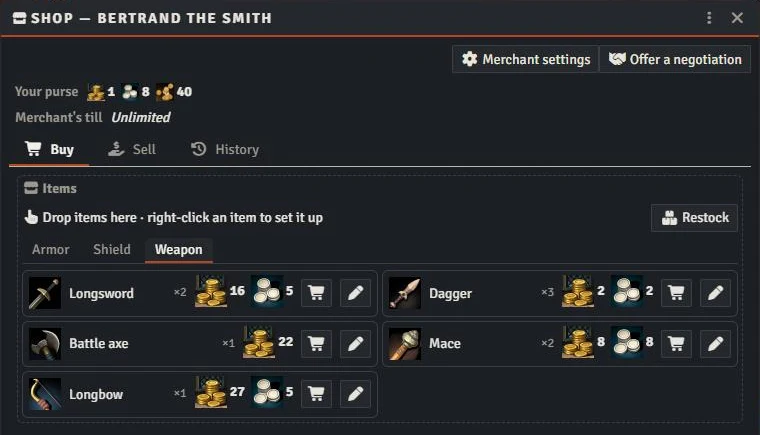 SHOP — BERTRAND THE SMITH
Merchant settings Offer a negotiation
Your purse 1 8 40
Merchant's till Unlimited
Buy Sell History
Items
Drop items here · right-click an item to set it up Restock
Armor Shield Weapon
Longsword ×2 16 5
Dagger ×3 2 2
Battle axe ×1 22
Mace ×2 8 8
Longbow ×1 27 5